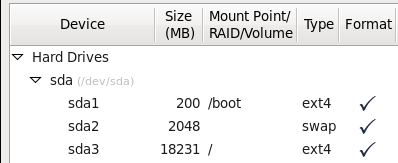 Device Size (MB) Mount Point/ RAID/Volume Type Format
Hard Drives
sda (/dev/sda)
sda1 200 /boot ext4
sda2 2048 swap
sda3 18231 / ext4